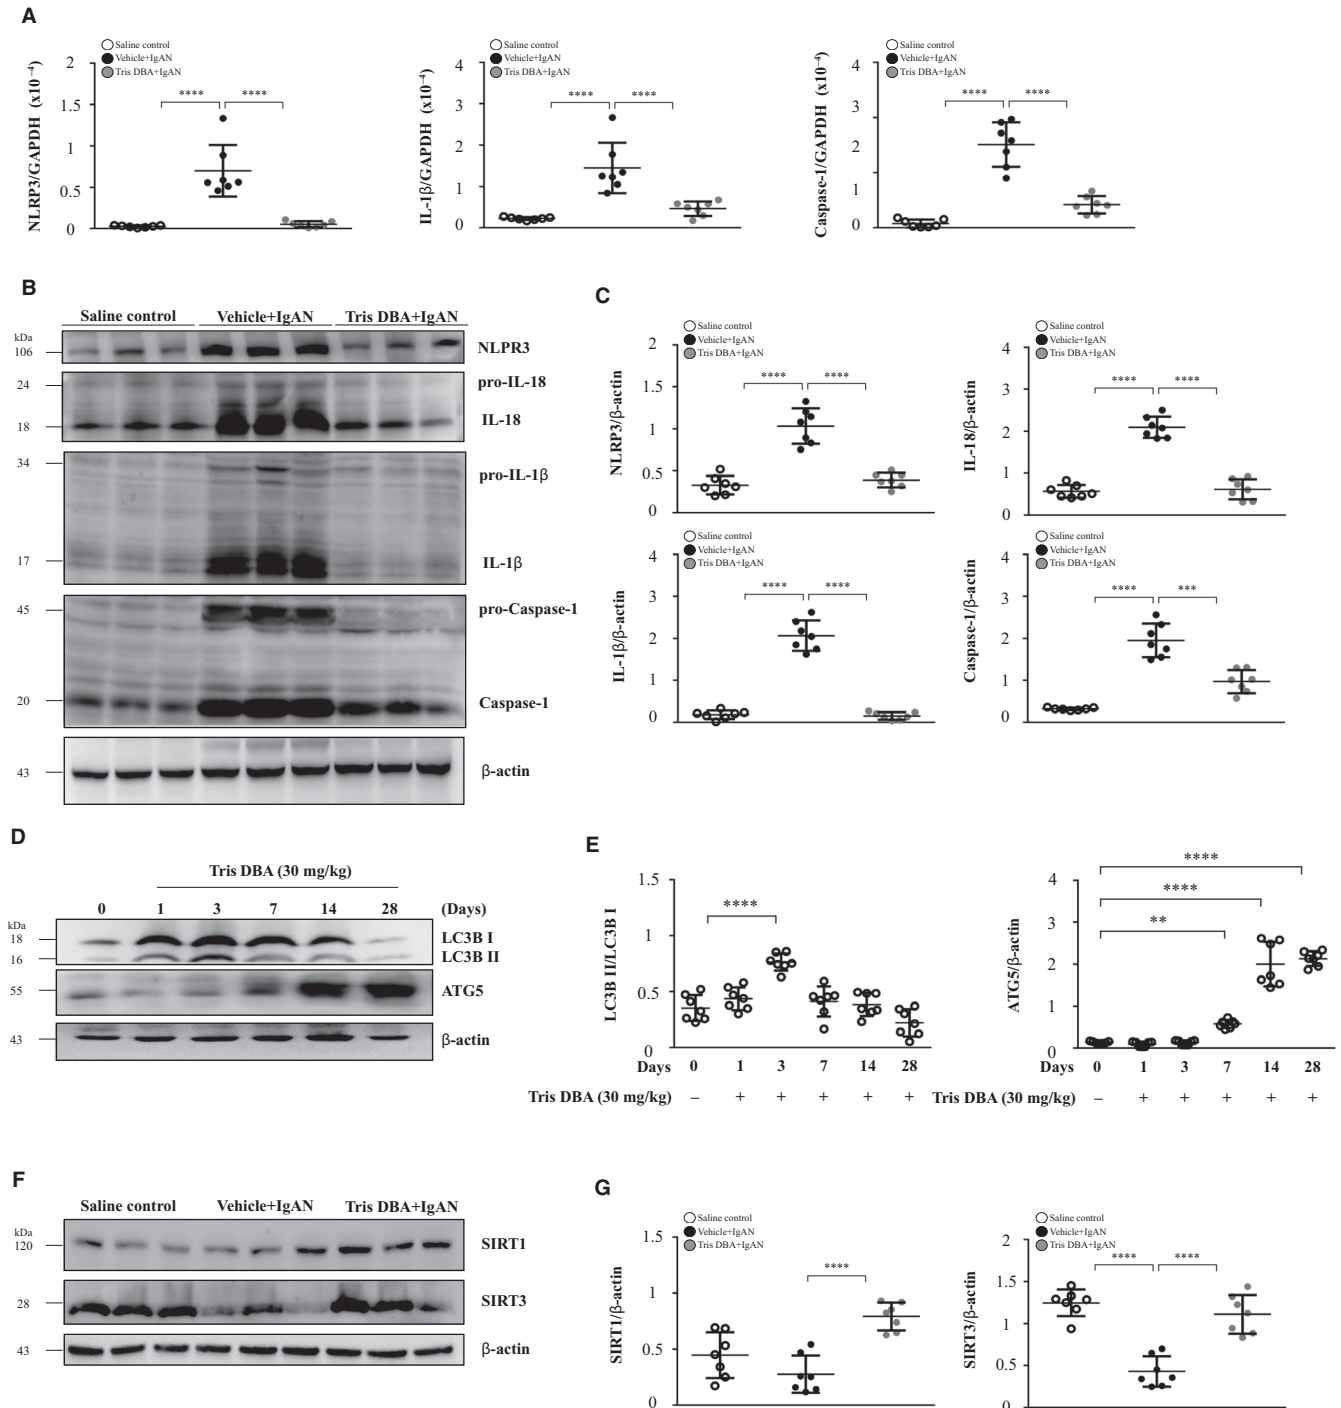 A
Saline control
Vehicle+IgAN
Tris DBA+IgAN
NLRP3/GAPDH (x10⁻⁴)
2
1.5
1
0.5
0
**** ****
Saline control
Vehicle+IgAN
Tris DBA+IgAN
IL-1β/GAPDH (x10⁻⁴)
4
3
2
1
0
**** ****
Saline control
Vehicle+IgAN
Tris DBA+IgAN
Caspase-1/GAPDH (x10⁻⁴)
4
2
1
0
**** ****
B
Saline control Vehicle+IgAN Tris DBA+IgAN
kDa
106 NLPR3
24 pro-IL-18
18 IL-18
34 pro-IL-1β
17 IL-1β
45 pro-Caspase-1
20 Caspase-1
43 β-actin
C
Saline control
Vehicle+IgAN
Tris DBA+IgAN
NLRP3/β-actin
2
1.5
1
0.5
0
**** ****
Saline control
Vehicle+IgAN
Tris DBA+IgAN
IL-18/β-actin
4
3
2
1
0
**** ****
Saline control
Vehicle+IgAN
Tris DBA+IgAN
IL-1β/β-actin
4
3
2
1
0
**** ****
Saline control
Vehicle+IgAN
Tris DBA+IgAN
Caspase-1/β-actin
4
3
2
1
0
**** ***
D
Tris DBA (30 mg/kg)
0 1 3 7 14 28 (Days)
kDa
18 LC3B I
16 LC3B II
55 ATG5
43 β-actin
E
LC3B II/LC3B I
1.5
1
0.5
0
****
Days 0 1 3 7 14 28
Tris DBA (30 mg/kg) – + + + + +
ATG5/β-actin
4
3
2
1
0
****
****
**
Days 0 1 3 7 14 28
Tris DBA (30 mg/kg) – + + + + +
F
Saline control Vehicle+IgAN Tris DBA+IgAN
kDa
120 SIRT1
28 SIRT3
43 β-actin
G
Saline control
Vehicle+IgAN
Tris DBA+IgAN
SIRT1/β-actin
1.5
1
0.5
0
****
Saline control
Vehicle+IgAN
Tris DBA+IgAN
SIRT3/β-actin
2
1.5
1
0.5
0
**** ****